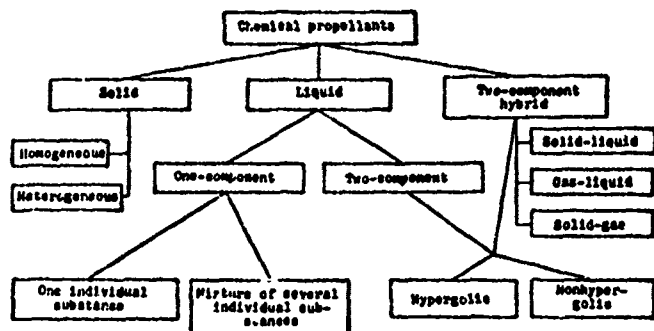 Chemical propellants
Solid
Liquid
Two-component
hybrid
Homogeneous
Heterogeneous
One-component
Two-component
Solid-liquid
Gas-liquid
Solid-gas
One individual
substance
Mixture of several
individual sub-
stances
Hypergolic
Nonhyper-
golic